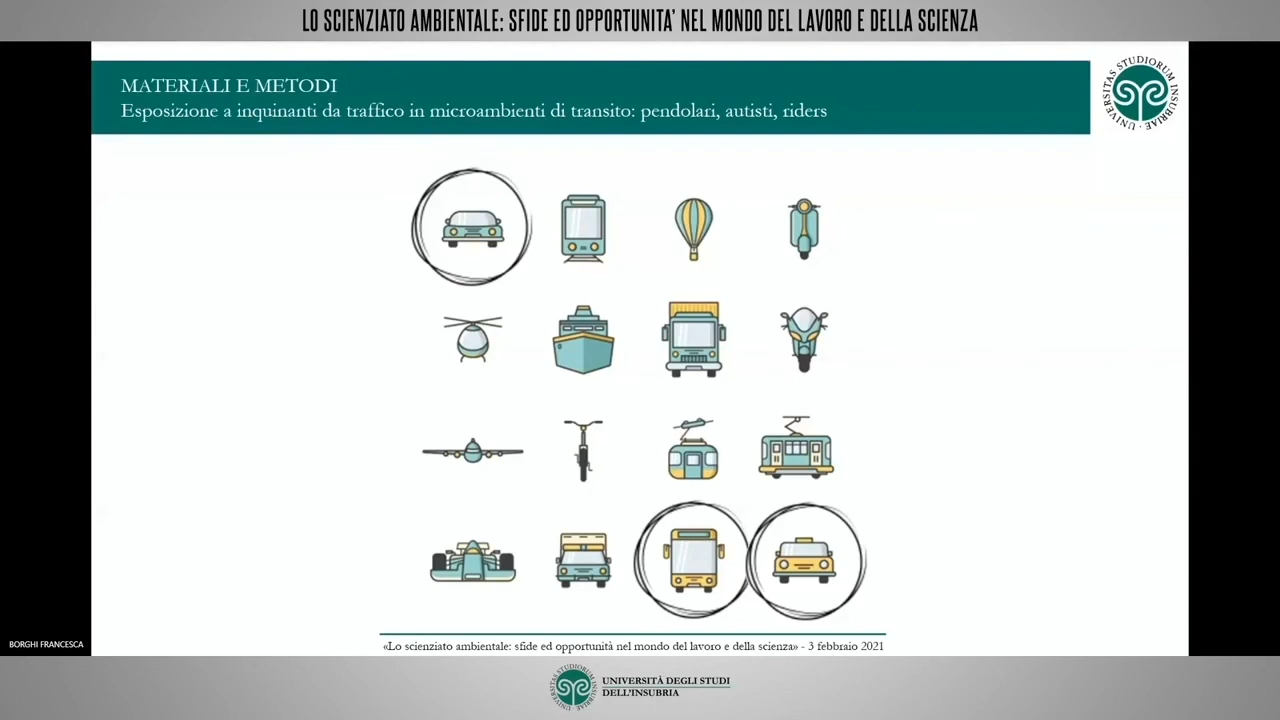 LO SCIENZIATO AMBIENTALE: SFIDE ED OPPORTUNITA' NEL MONDO DEL LAVORO E DELLA SCIENZA
MATERIALI E METODI
Esposizione a inquinanti da traffico in microambienti di transito: pendolari, autisti, riders
UNIVERSITAS STUDIORUM INSUBRIAE
BORGHI FRANCESCA
«Lo scienziato ambientale: sfide ed opportunità nel mondo del lavoro e della scienza» - 3 febbraio 2021
UNIVERSITÀ DEGLI STUDI
DELL'INSUBRIA